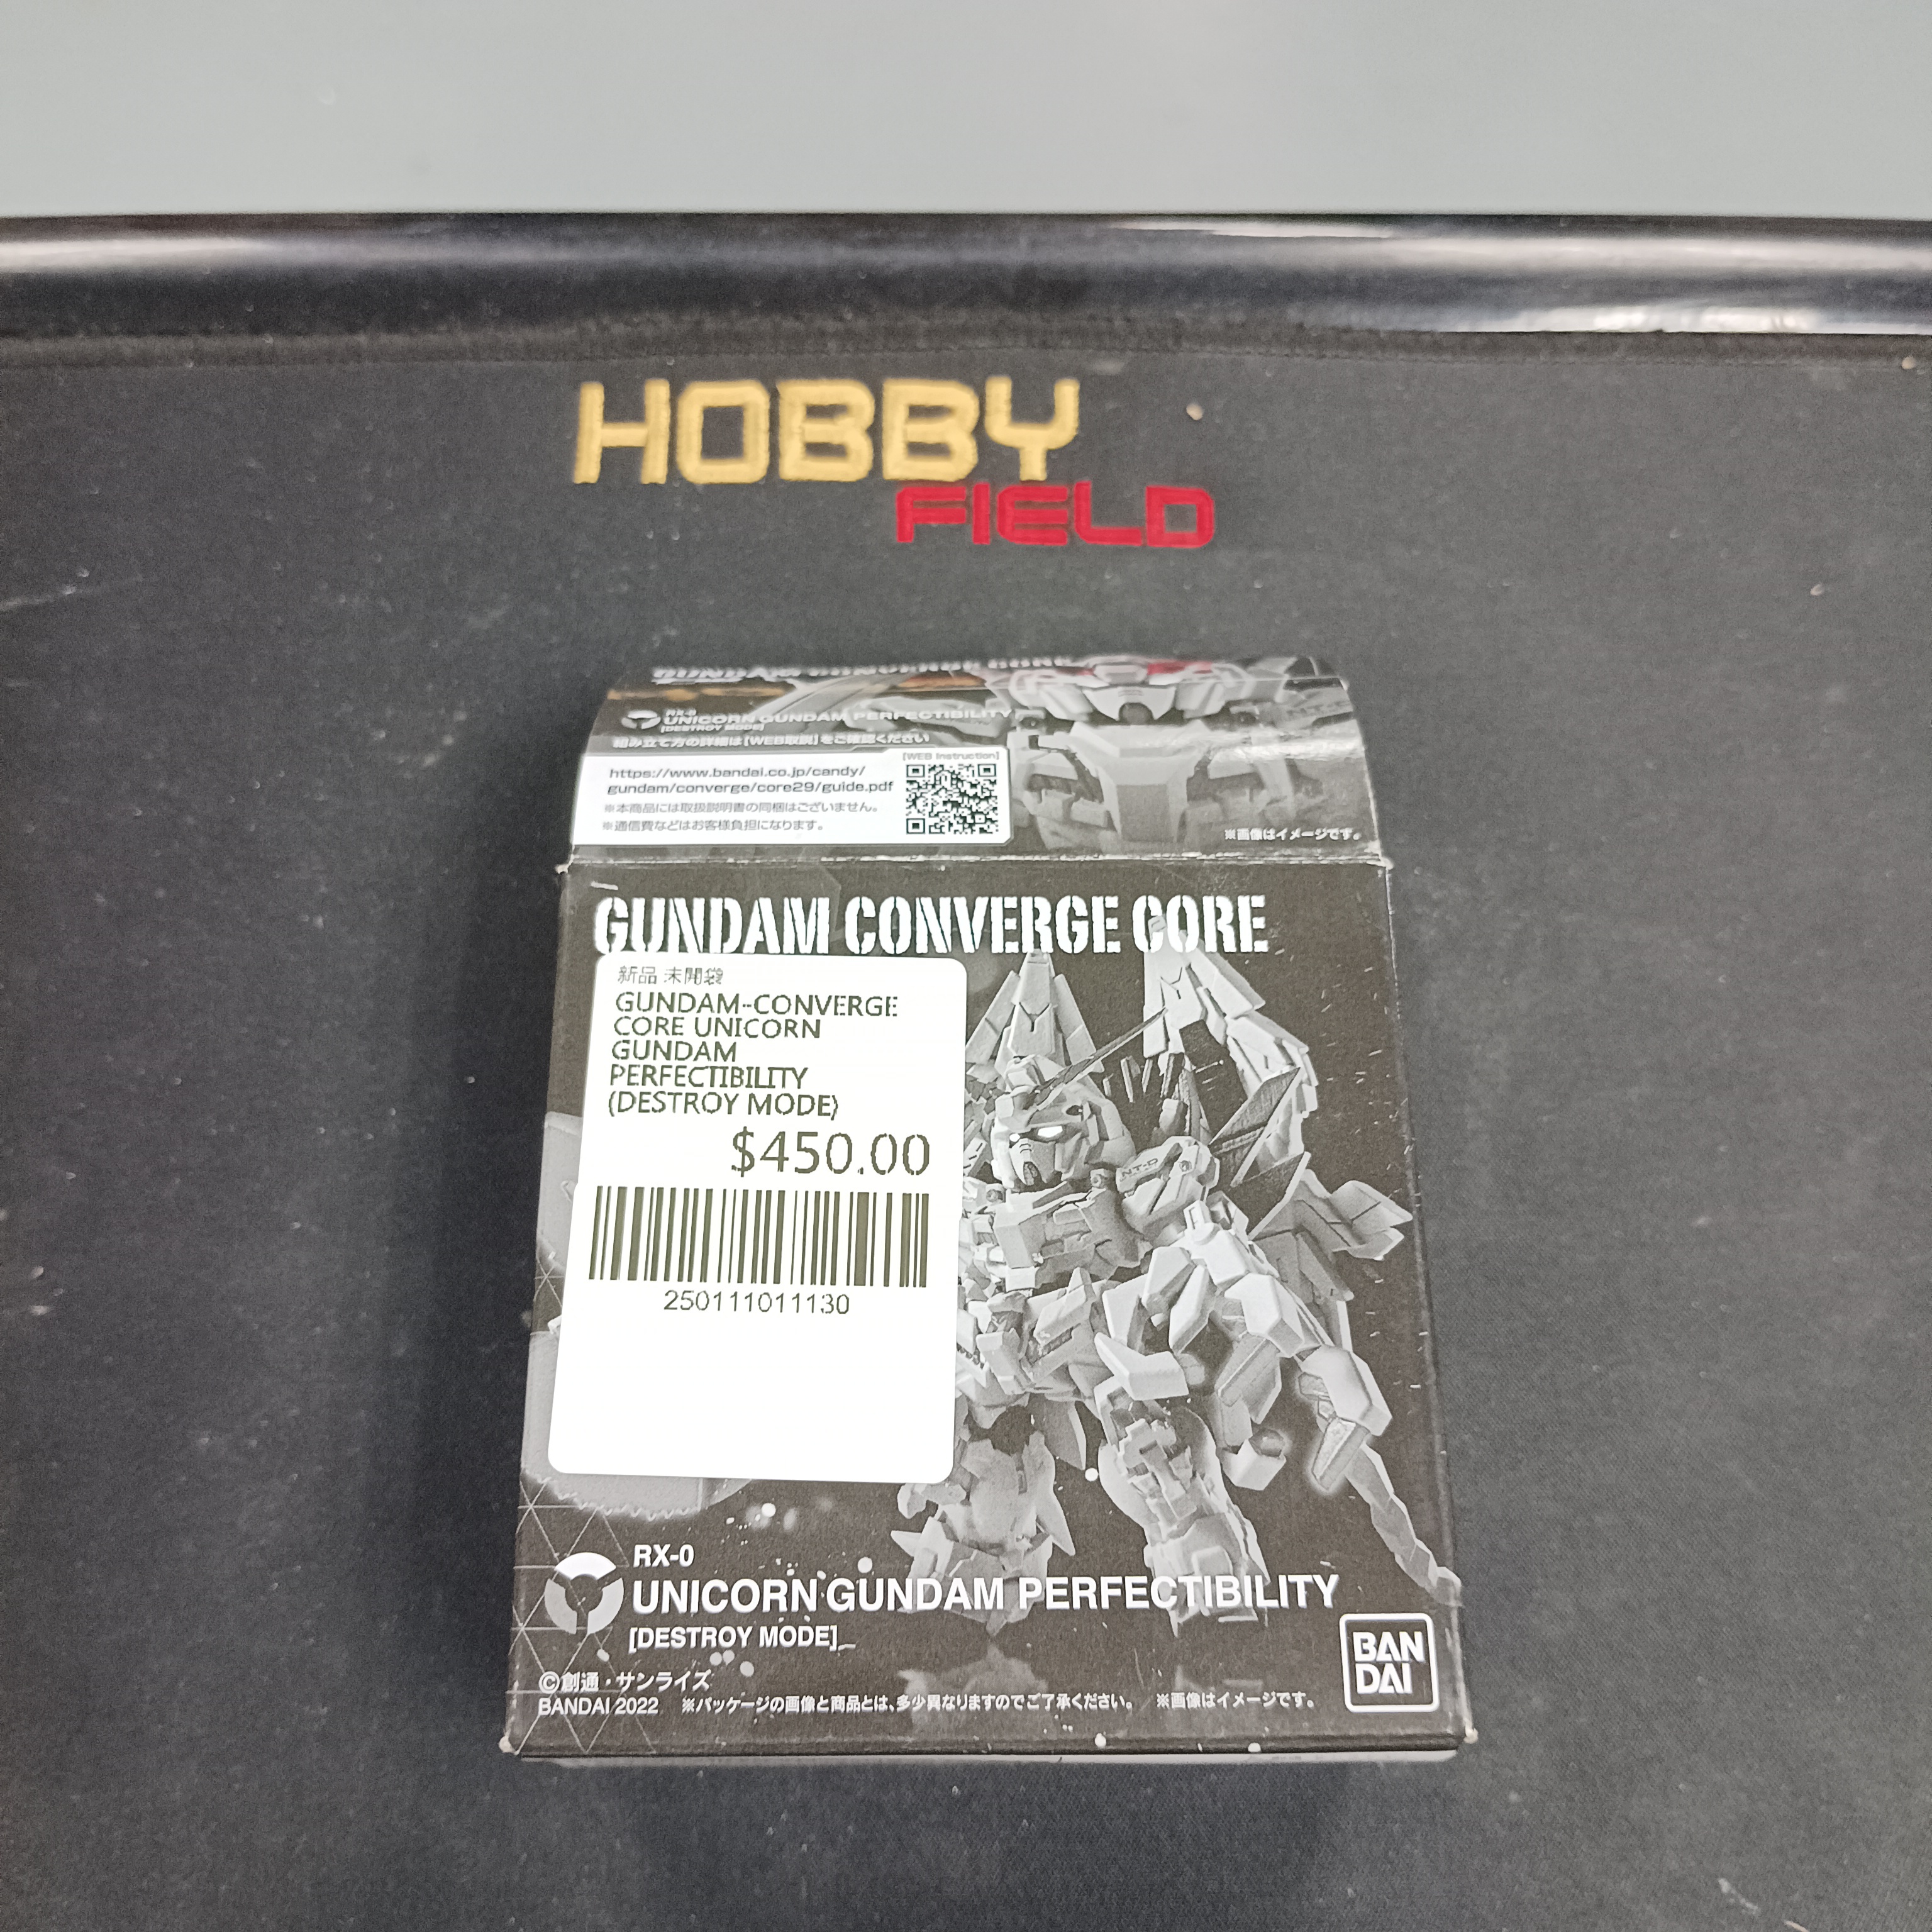 HOBBY
FIELD
GUNDAM CONVERGE CORE
RX-0
UNICORN GUNDAM PERFECTIBILITY
[DESTROY MODE]
組み立て方の詳細は【WEB取説】をご確認ください
[WEB Instruction]
https://www.bandai.co.jp/candy/
gundam/converge/core29/guide.pdf
※本商品には取扱説明書の同梱はございません。
※通信費などはお客様負担になります。
※画像はイメージです。
GUNDAM CONVERGE CORE
新品 未開袋
GUNDAM-CONVERGE
CORE UNICORN
GUNDAM
PERFECTIBILITY
(DESTROY MODE)
$450.00
250111011130
NT-D
RX-0
UNICORN GUNDAM PERFECTIBILITY
[DESTROY MODE]
©創通・サンライズ
BANDAI 2022 ※パッケージの画像と商品とは、多少異なりますのでご了承ください。 ※画像はイメージです。
BAN
DAI